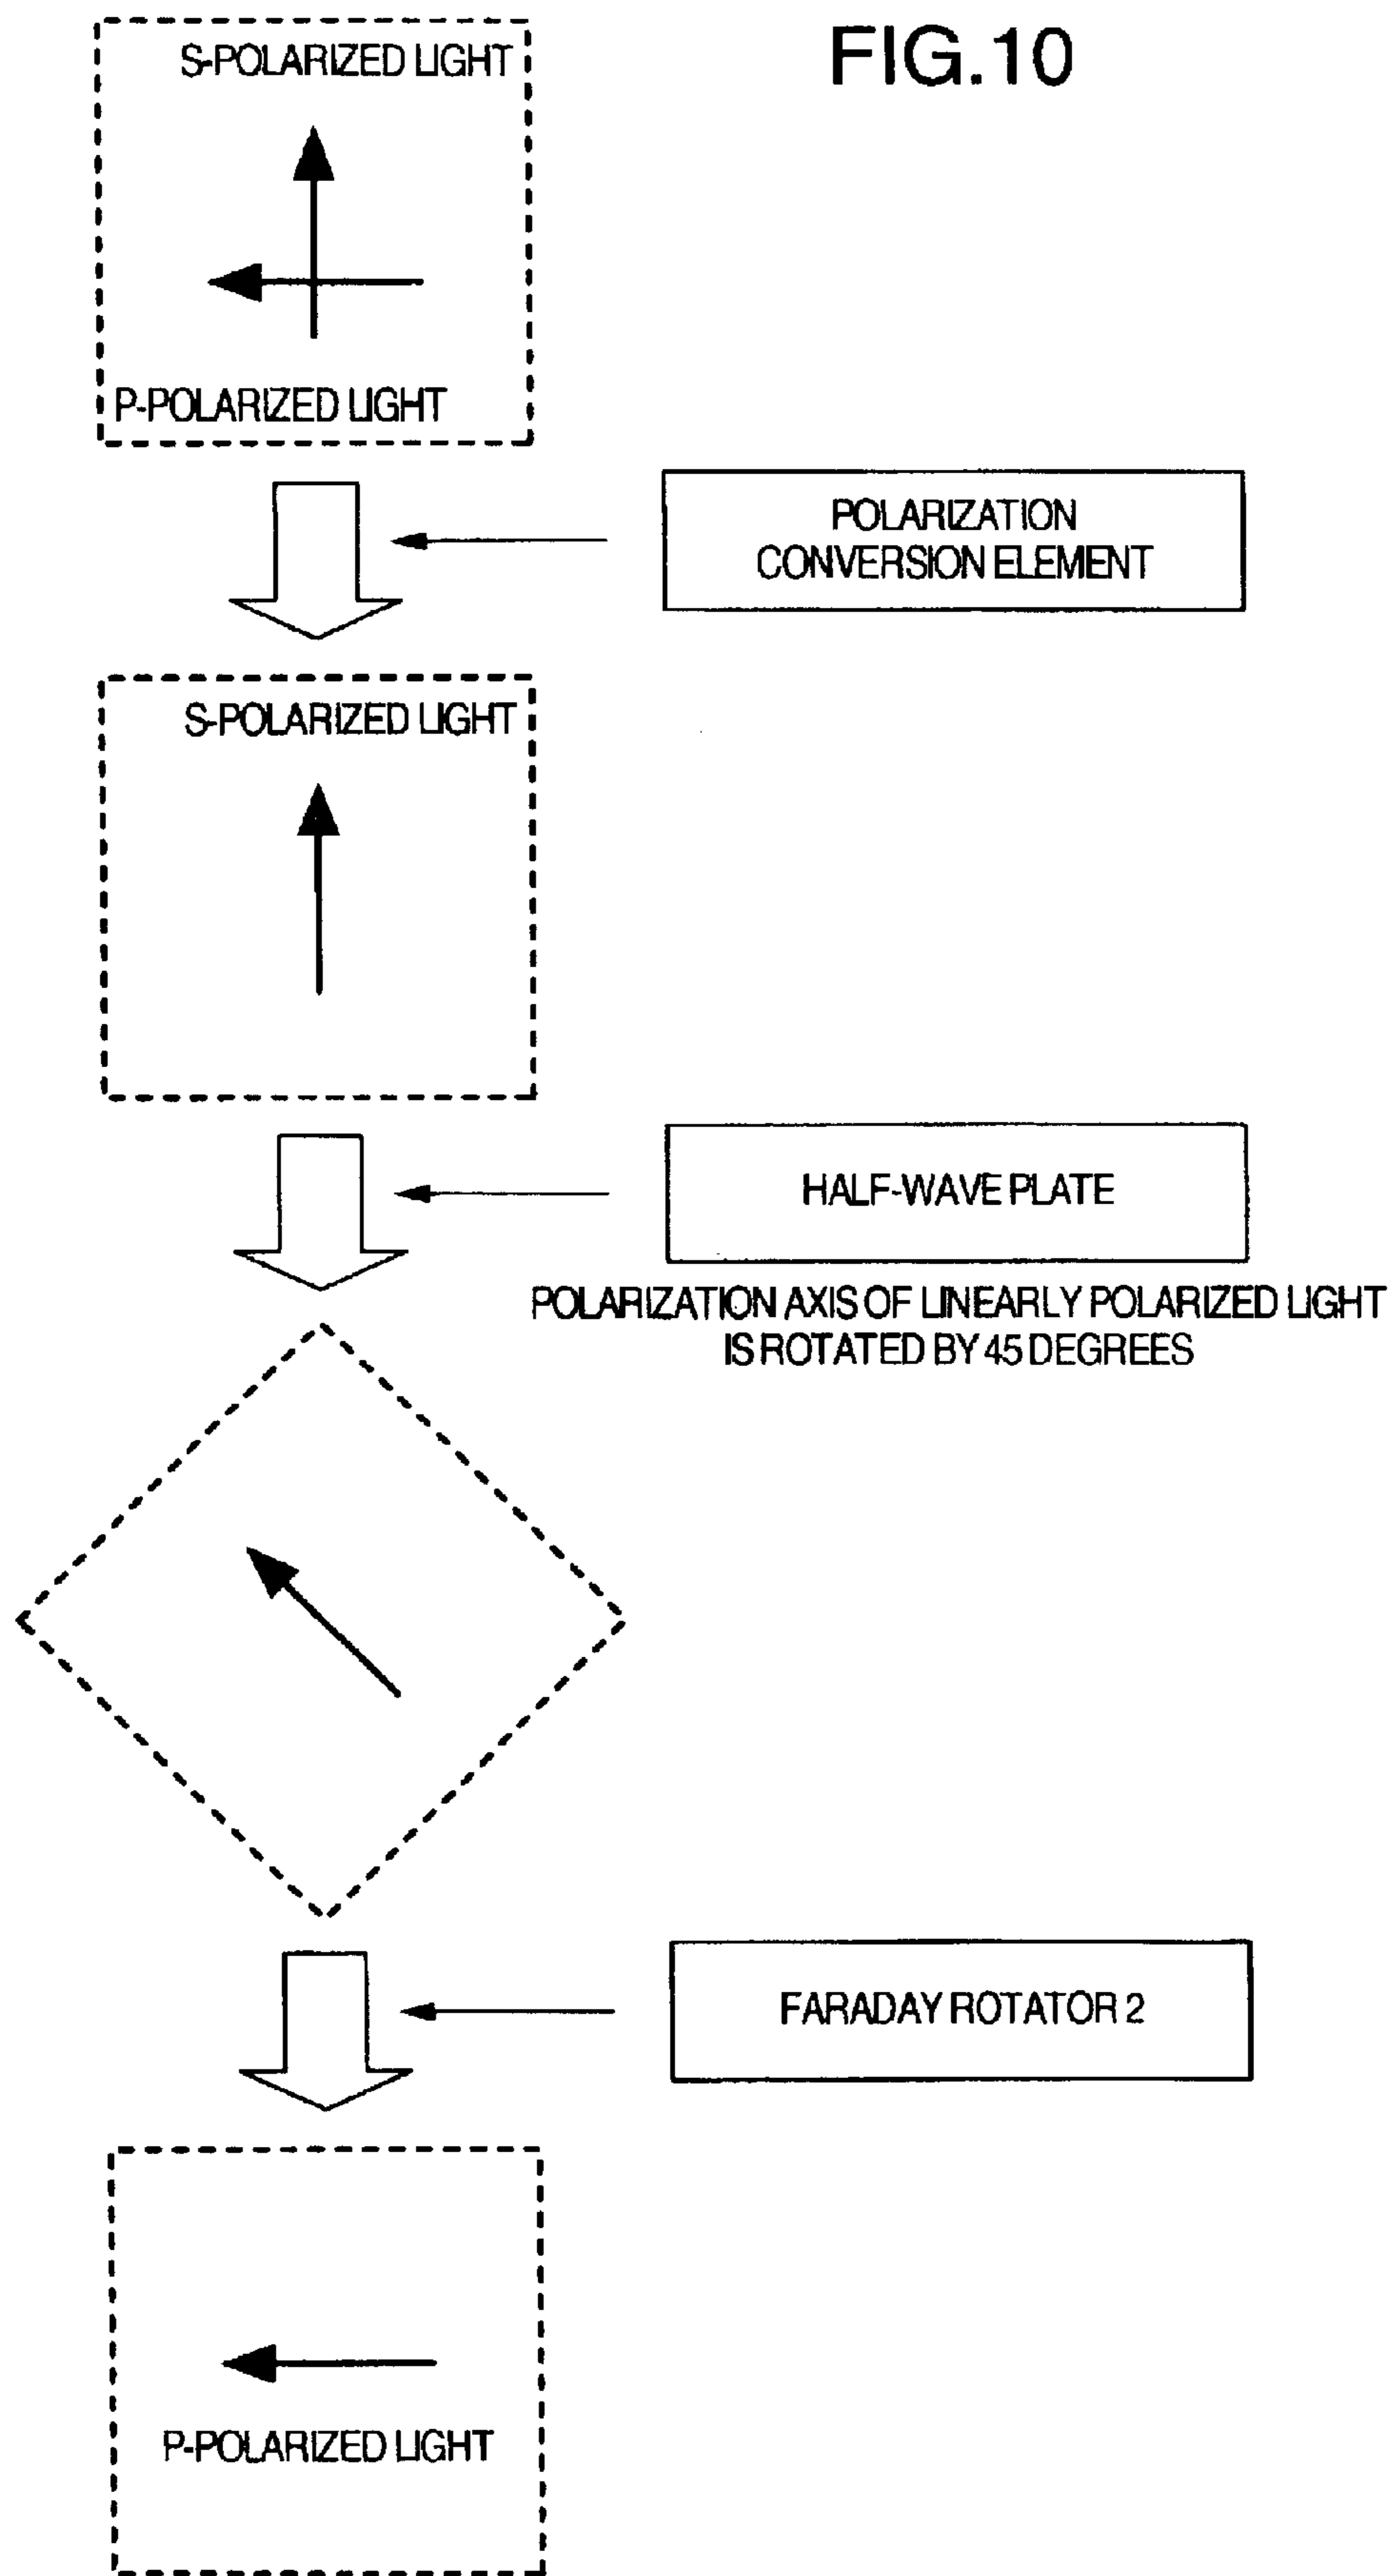 FIG.10
S-POLARIZED LIGHT
P-POLARIZED LIGHT
POLARIZATION
CONVERSION ELEMENT
S-POLARIZED LIGHT
HALF-WAVE PLATE
POLARIZATION AXIS OF LINEARLY POLARIZED LIGHT
IS ROTATED BY 45 DEGREES
FARADAY ROTATOR 2
P-POLARIZED LIGHT